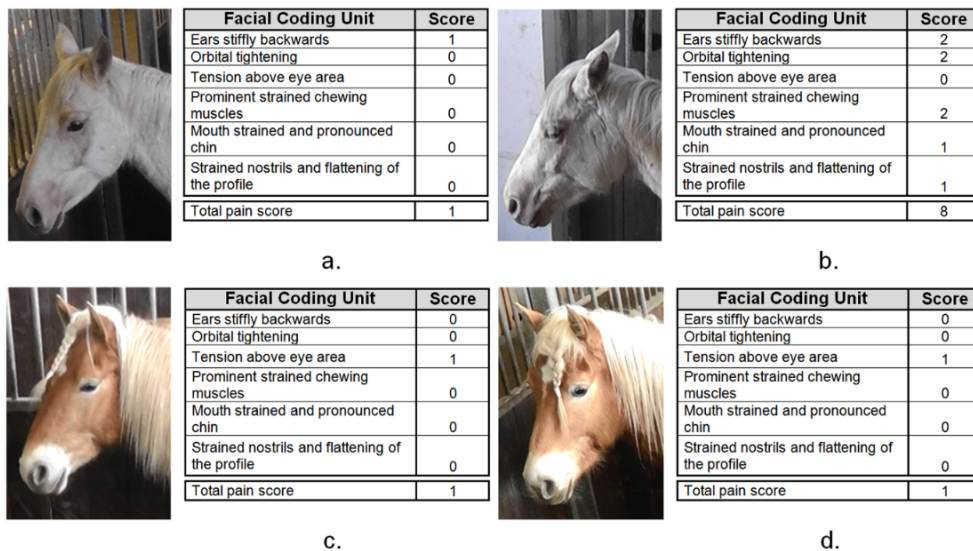 Facial Coding Unit Score
Ears stiffly backwards 1
Orbital tightening 0
Tension above eye area 0
Prominent strained chewing
muscles 0
Mouth strained and pronounced
chin 0
Strained nostrils and flattening of
the profile 0
Total pain score 1
a.
Facial Coding Unit Score
Ears stiffly backwards 2
Orbital tightening 2
Tension above eye area 0
Prominent strained chewing
muscles 2
Mouth strained and pronounced
chin 1
Strained nostrils and flattening of
the profile 1
Total pain score 8
b.
Facial Coding Unit Score
Ears stiffly backwards 0
Orbital tightening 0
Tension above eye area 1
Prominent strained chewing
muscles 0
Mouth strained and pronounced
chin 0
Strained nostrils and flattening of
the profile 0
Total pain score 1
c.
Facial Coding Unit Score
Ears stiffly backwards 0
Orbital tightening 0
Tension above eye area 1
Prominent strained chewing
muscles 0
Mouth strained and pronounced
chin 0
Strained nostrils and flattening of
the profile 0
Total pain score 1
d.